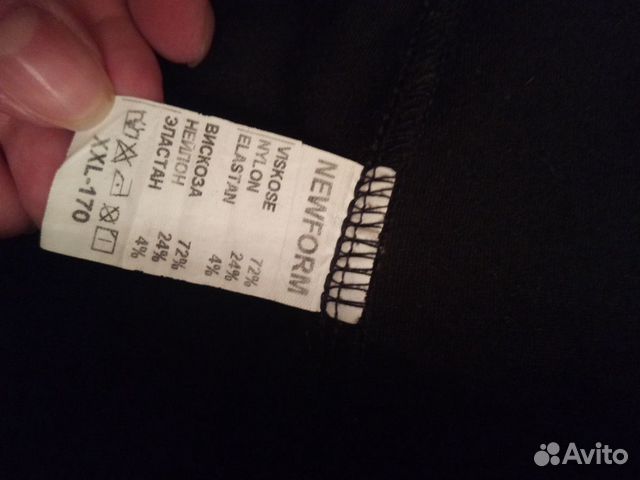 NEWFORM
VISKOSE 72%
NYLON 24%
ELASTAN 4%
ВИСКОЗА 72%
НЕЙЛОН 24%
ЭЛАСТАН 4%
XXL-170
Avito